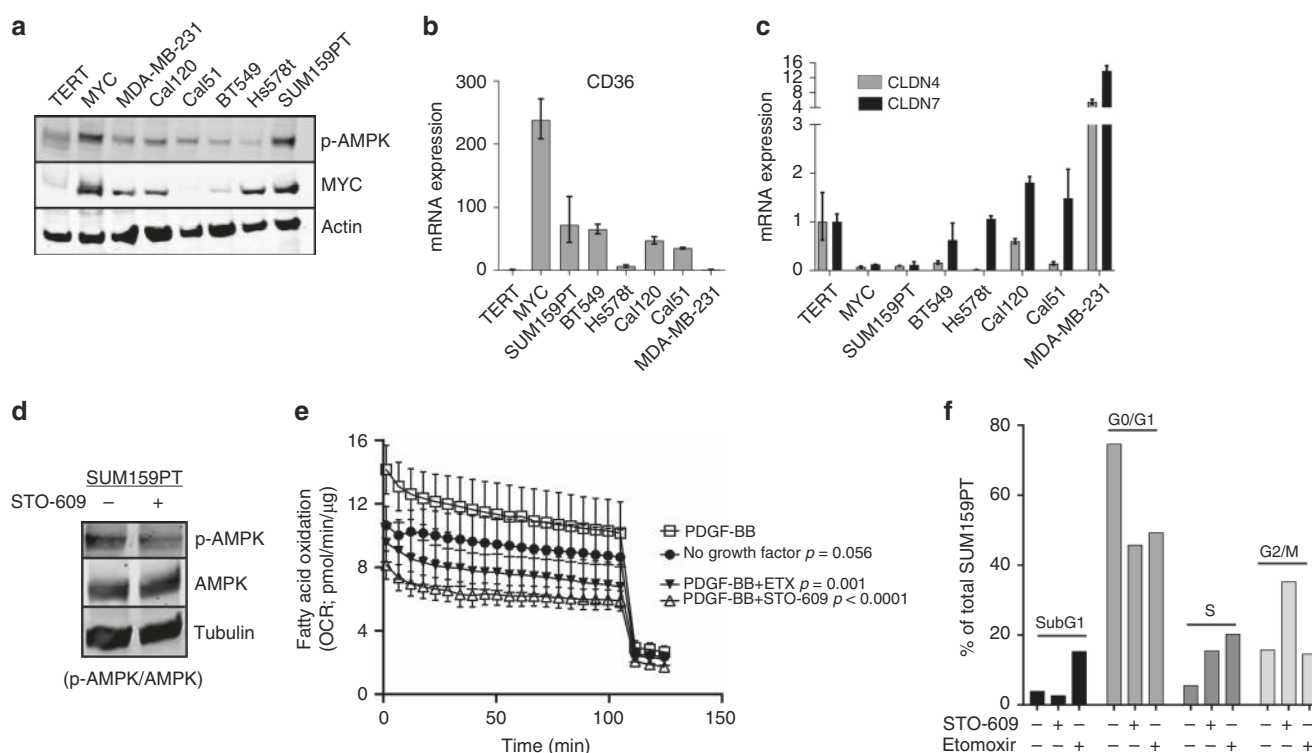 a
TERT
MYC
MDA-MB-231
Cal120
Cal51
BT549
Hs578t
SUM159PT
p-AMPK
MYC
Actin
b
CD36
mRNA expression
300
200
100
0
TERT
MYC
SUM159PT
BT549
Hs578t
Cal120
Cal51
MDA-MB-231
c
CLDN4
CLDN7
mRNA expression
16
12
8
4
3
2
1
0
TERT
MYC
SUM159PT
BT549
Hs578t
Cal120
Cal51
MDA-MB-231
d
SUM159PT
STO-609 – +
p-AMPK
AMPK
Tubulin
(p-AMPK/AMPK)
e
Fatty acid oxidation
(OCR; pmol/min/μg)
16
12
8
4
0
0 50 100 150
Time (min)
PDGF-BB
No growth factor p = 0.056
PDGF-BB+ETX p = 0.001
PDGF-BB+STO-609 p < 0.0001
f
% of total SUM159PT
80
60
40
20
0
SubG1
G0/G1
S
G2/M
STO-609 – + – – + – – + – – + –
Etomoxir – – + – – + – – + – – +